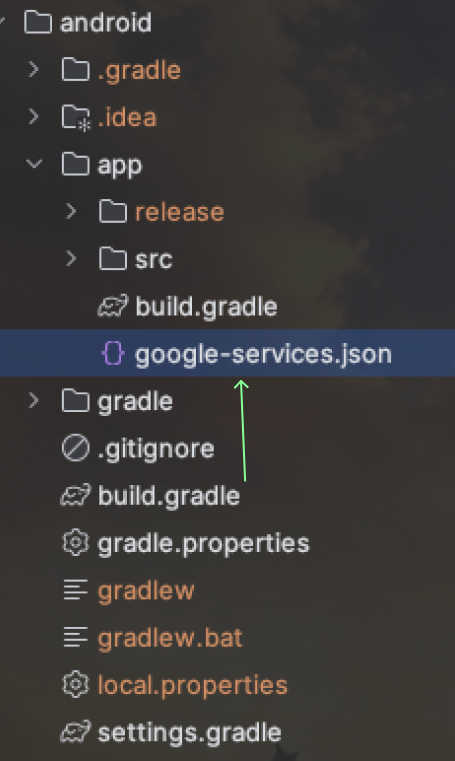 android
.gradle
.idea
app
release
src
build.gradle
google-services.json
gradle
.gitignore
build.gradle
gradle.properties
gradlew
gradlew.bat
local.properties
settings.gradle